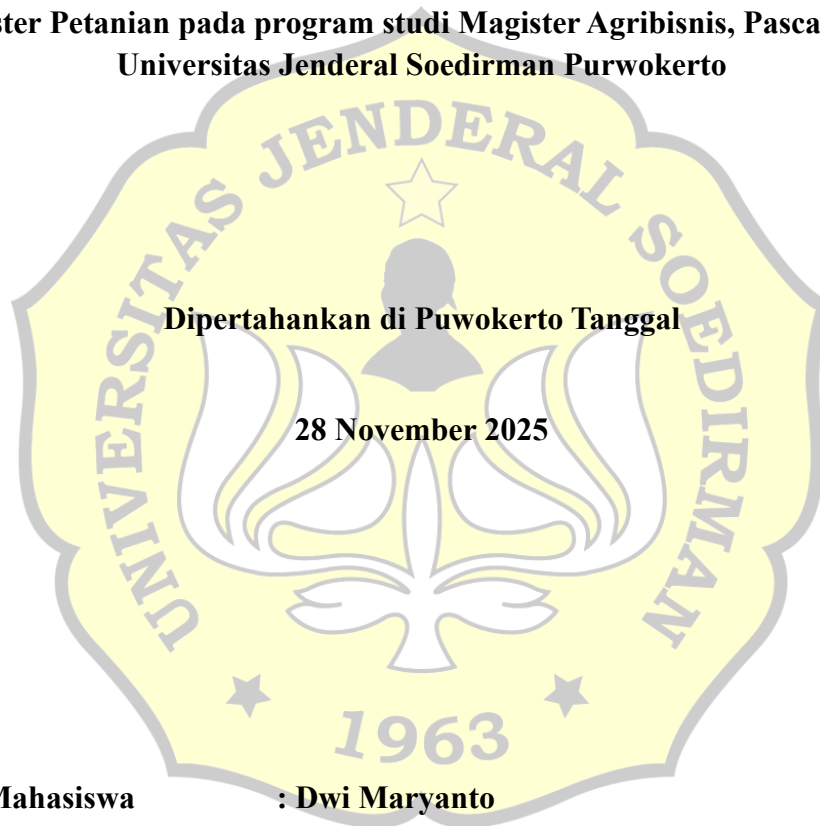 ster Petanian pada program studi Magister Agribisnis, Pasca
Universitas Jenderal Soedirman Purwokerto
UNIVERSITAS JENDERAL SOEDIRMAN
Dipertahankan di Puwokerto Tanggal
28 November 2025
1963
Mahasiswa : Dwi Maryanto